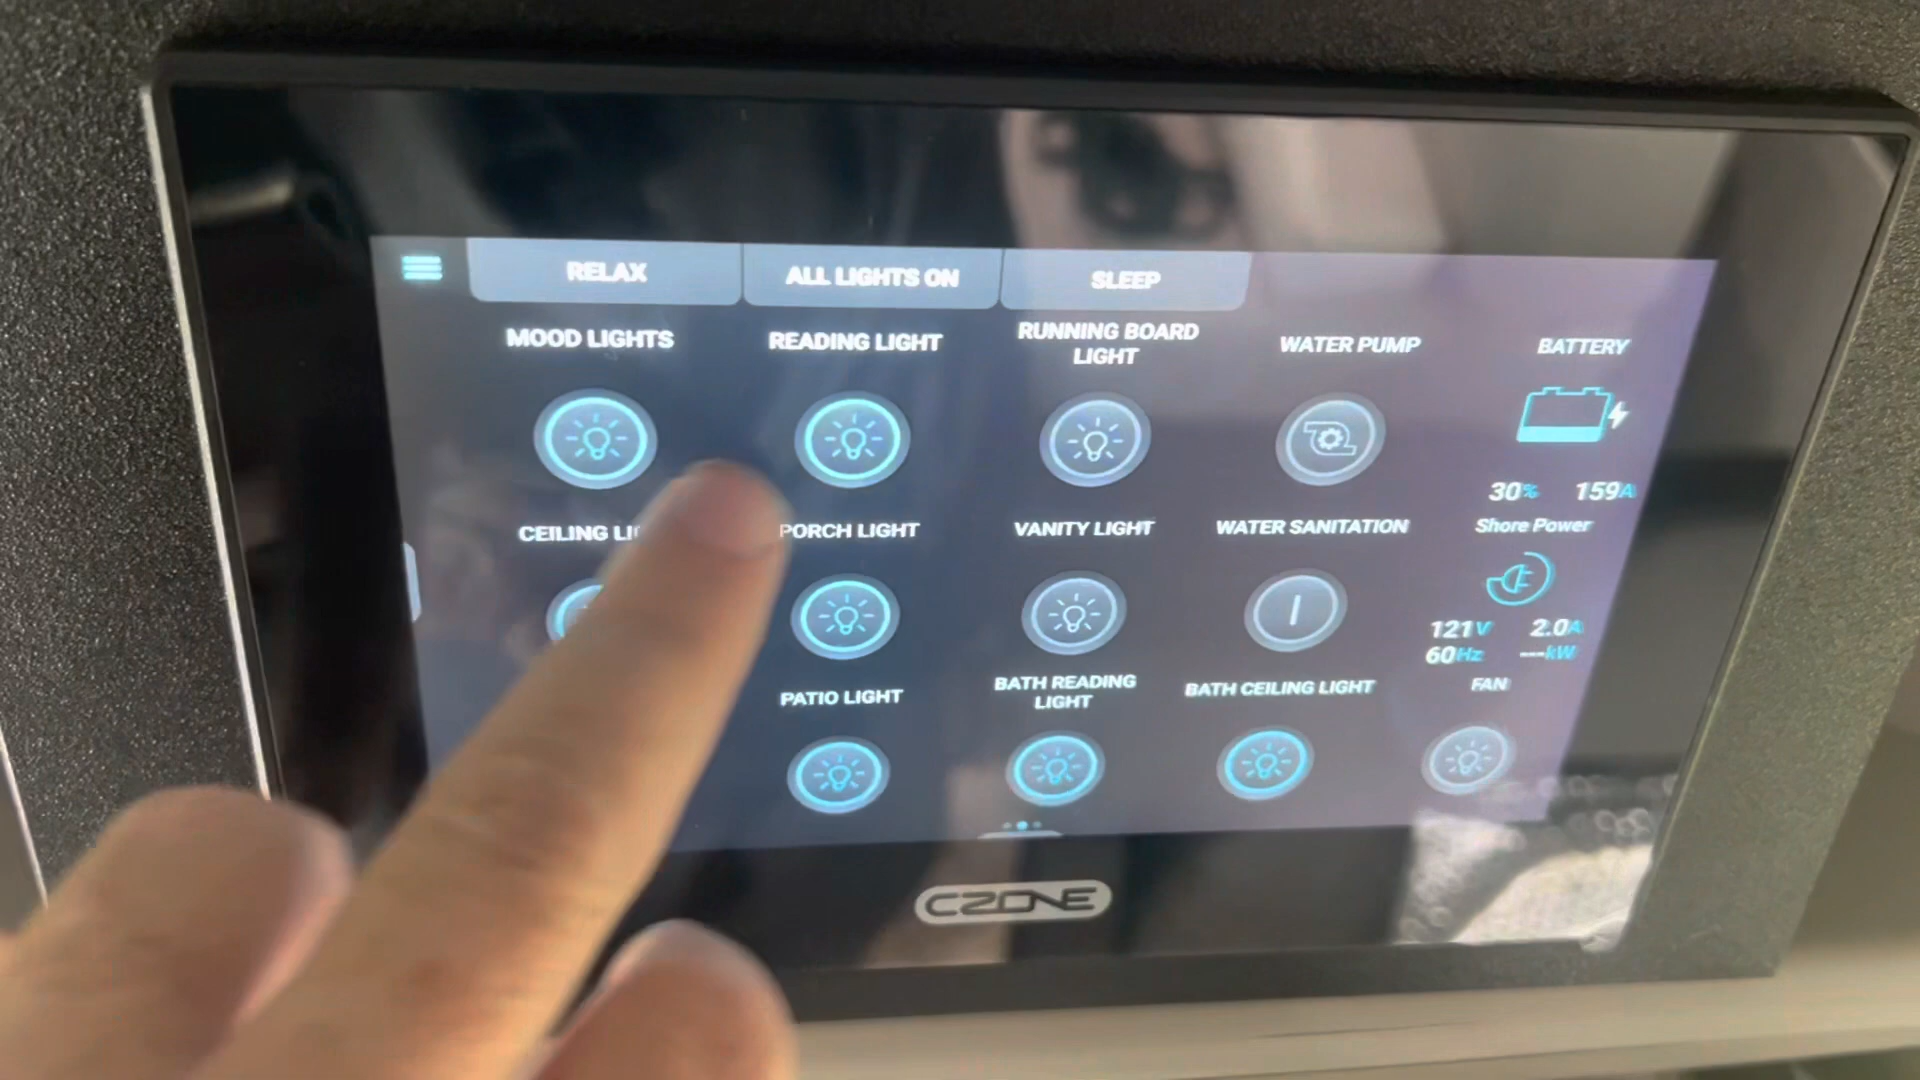 RELAX
ALL LIGHTS ON
SLEEP
MOOD LIGHTS
READING LIGHT
RUNNING BOARD
LIGHT
WATER PUMP
BATTERY
30% 159A
CEILING LI
PORCH LIGHT
VANITY LIGHT
WATER SANITATION
Shore Power
121V 2.0A
60Hz ---kW
PATIO LIGHT
BATH READING
LIGHT
BATH CEILING LIGHT
FAN
CZONE